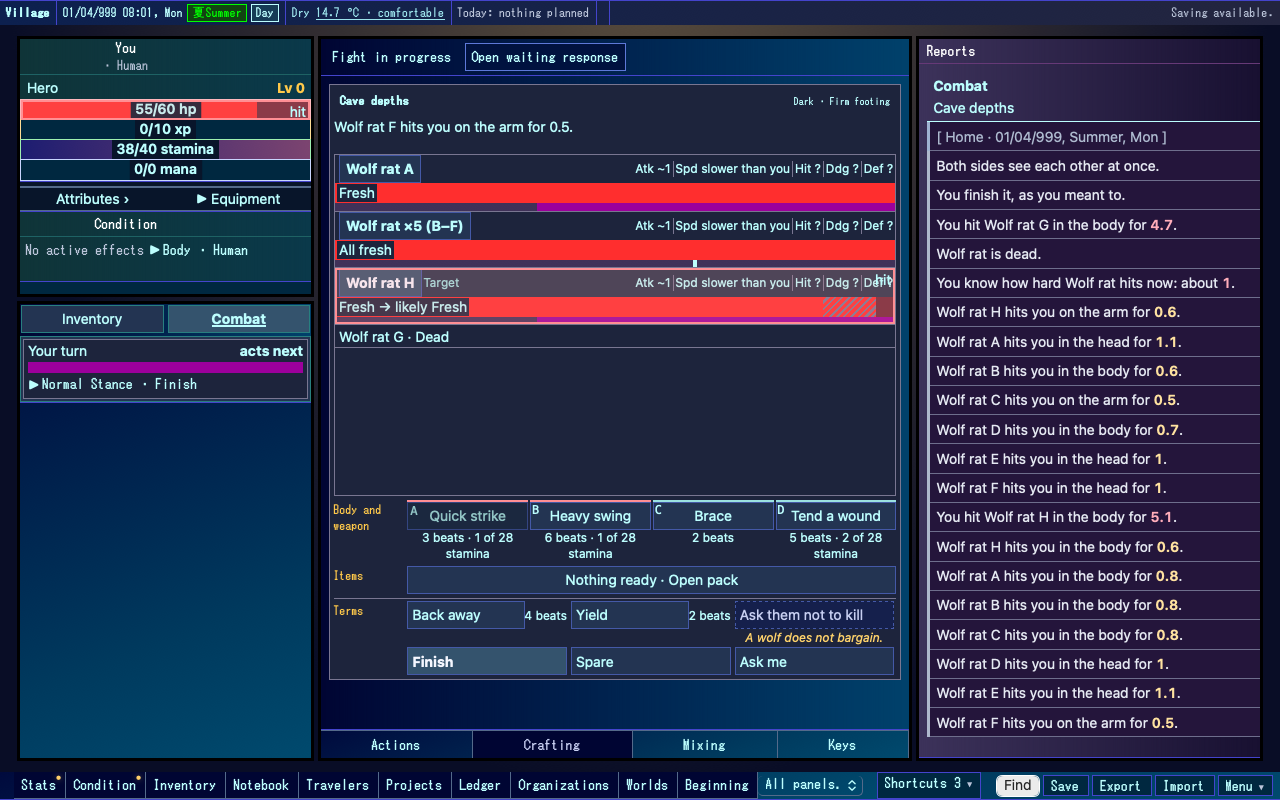 Village 01/04/999 08:01, Mon 夏Summer Day Dry 14.7 °C · comfortable Today: nothing planned Saving available.
You
· Human
Hero Lv 0
55/60 hp hit
0/10 xp
38/40 stamina
0/0 mana
Attributes › ▶ Equipment
Condition
No active effects ▶Body · Human
Inventory Combat
Your turn acts next
▶Normal Stance · Finish
Fight in progress Open waiting response
Cave depths Dark · Firm footing
Wolf rat F hits you on the arm for 0.5.
Wolf rat A Atk ~1 Spd slower than you Hit ? Ddg ? Def ?
Fresh
Wolf rat ×5 (B–F) Atk ~1 Spd slower than you Hit ? Ddg ? Def ?
All fresh
Wolf rat H Target Atk ~1 Spd slower than you Hit ? Ddg ? Def ? hit
Fresh → likely Fresh
Wolf rat G · Dead
Body and weapon
A Quick strike
3 beats · 1 of 28 stamina
B Heavy swing
6 beats · 1 of 28 stamina
C Brace
2 beats
D Tend a wound
5 beats · 2 of 28 stamina
Items Nothing ready · Open pack
Terms Back away 4 beats Yield 2 beats Ask them not to kill
A wolf does not bargain.
Finish Spare Ask me
Actions Crafting Mixing Keys
Reports
Combat
Cave depths
[ Home · 01/04/999, Summer, Mon ]
Both sides see each other at once.
You finish it, as you meant to.
You hit Wolf rat G in the body for 4.7.
Wolf rat is dead.
You know how hard Wolf rat hits now: about 1.
Wolf rat H hits you on the arm for 0.6.
Wolf rat A hits you in the head for 1.1.
Wolf rat B hits you in the body for 0.6.
Wolf rat C hits you on the arm for 0.5.
Wolf rat D hits you in the body for 0.7.
Wolf rat E hits you in the head for 1.
Wolf rat F hits you in the head for 1.
You hit Wolf rat H in the body for 5.1.
Wolf rat H hits you in the body for 0.6.
Wolf rat A hits you in the body for 0.8.
Wolf rat B hits you in the body for 0.8.
Wolf rat C hits you in the body for 0.8.
Wolf rat D hits you in the head for 1.
Wolf rat E hits you in the head for 1.1.
Wolf rat F hits you on the arm for 0.5.
Stats Condition Inventory Notebook Travelers Projects Ledger Organizations Worlds Beginning All panels. Shortcuts 3 ▾ Find Save Export Import Menu ▾